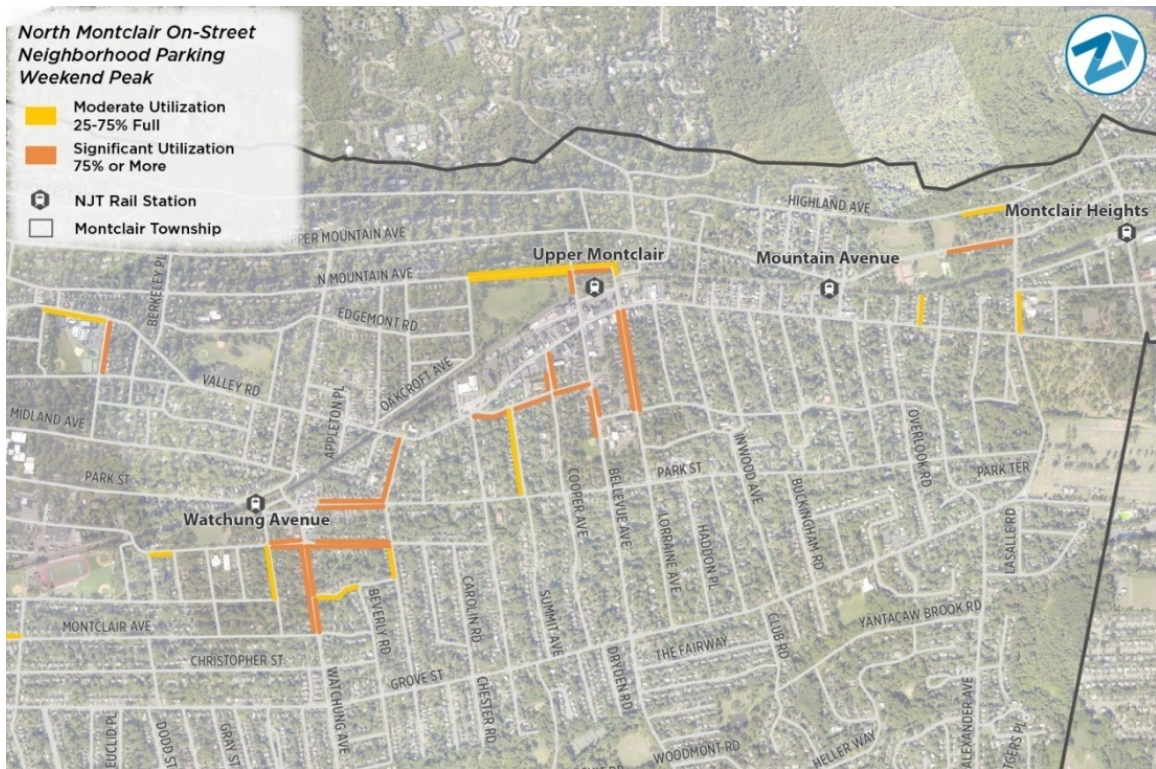 North Montclair On-Street
Neighborhood Parking
Weekend Peak
Moderate Utilization
25-75% Full
Significant Utilization
75% or More
NJT Rail Station
Montclair Township
HIGHLAND AVE
Montclair Heights
UPPER MOUNTAIN AVE
Upper Montclair
Mountain Avenue
N MOUNTAIN AVE
BERKELEY PL
EDGEMONT RD
OAKCROFT AVE
VALLEY RD
APPLETON PL
MIDLAND AVE
PARK ST
PARK ST
INWOOD AVE
OVERLOOK RD
PARK TER
COOPER AVE
BELLEVUE AVE
BUCKINGHAM RD
Watchung Avenue
LORRAINE AVE
HADDON PL
LASALLE RD
MONTCLAIR AVE
BEVERLY RD
CAROLIN RD
SUMMIT AVE
CLUB RD
YANTACAW BROOK RD
CHRISTOPHER ST
THE FAIRWAY
WATCHUNG AVE
GROVE ST
CHESTER RD
DRYDEN RD
ALEXANDER AVE
EUCLID PL
DODD ST
GRAY ST
WOODMONT RD
HELLER WAY